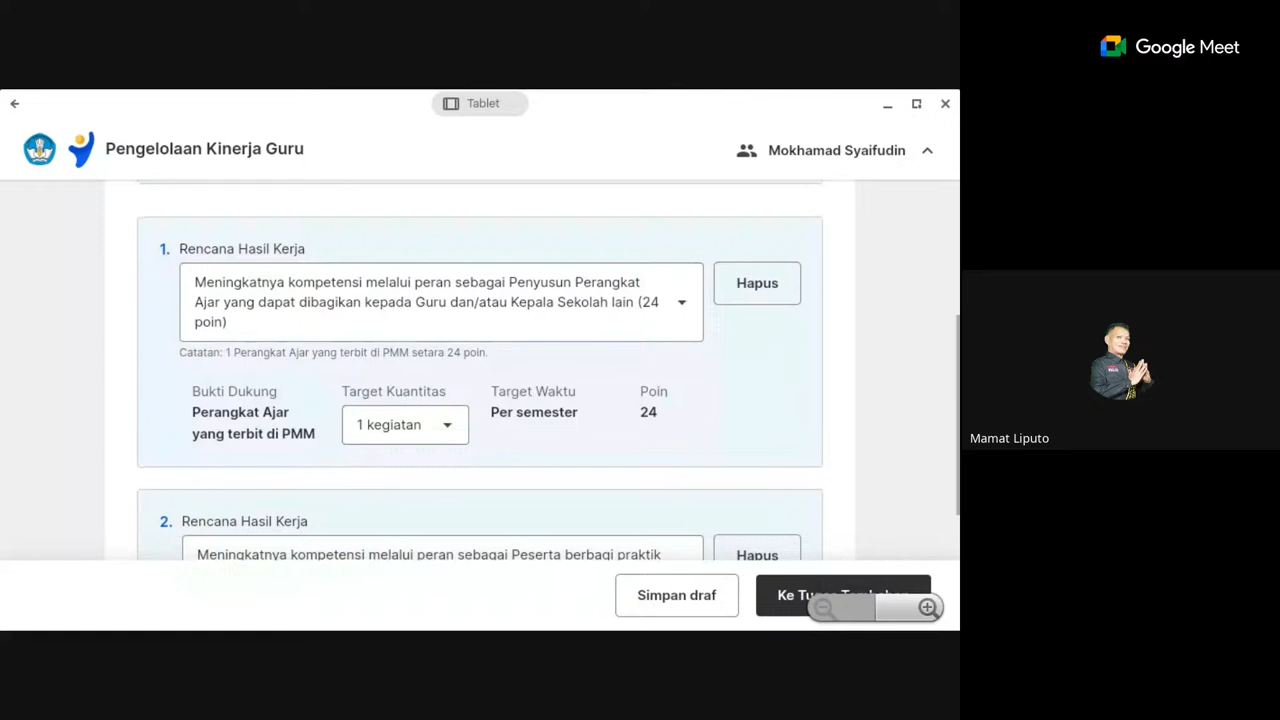 Google Meet
Tablet
Pengelolaan Kinerja Guru
Mokhamad Syaifudin
1. Rencana Hasil Kerja
Meningkatnya kompetensi melalui peran sebagai Penyusun Perangkat
Ajar yang dapat dibagikan kepada Guru dan/atau Kepala Sekolah lain (24
poin)
Hapus
Catatan: 1 Perangkat Ajar yang terbit di PMM setara 24 poin.
Bukti Dukung
Perangkat Ajar
yang terbit di PMM
Target Kuantitas
1 kegiatan
Target Waktu
Per semester
Poin
24
2. Rencana Hasil Kerja
Meningkatnya kompetensi melalui peran sebagai Peserta berbagi praktik
Hapus
Simpan draf
Ke Tugas Tambahan
Mamat Liputo